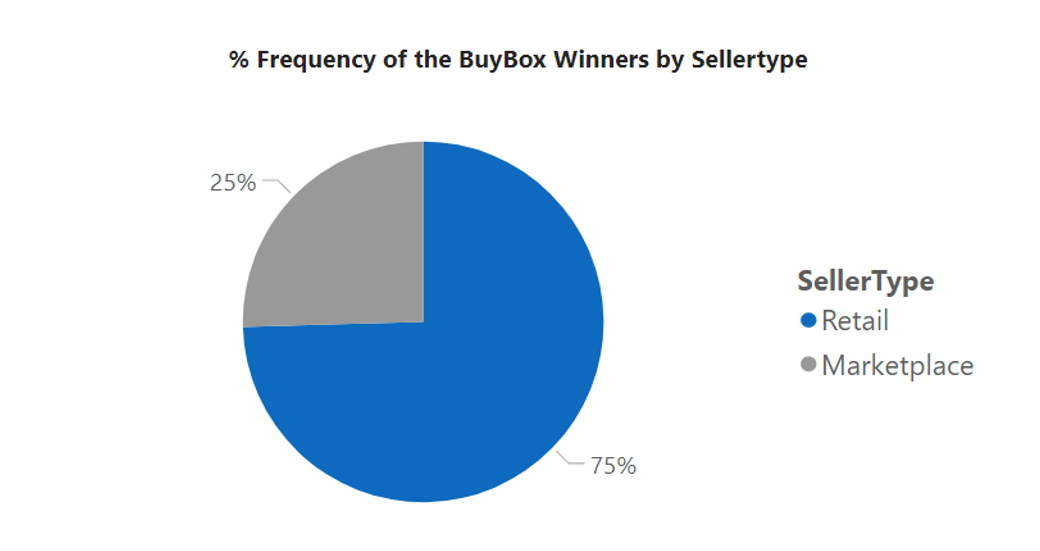 % Frequency of the BuyBox Winners by Sellertype
25%
SellerType
Retail
Marketplace
75%